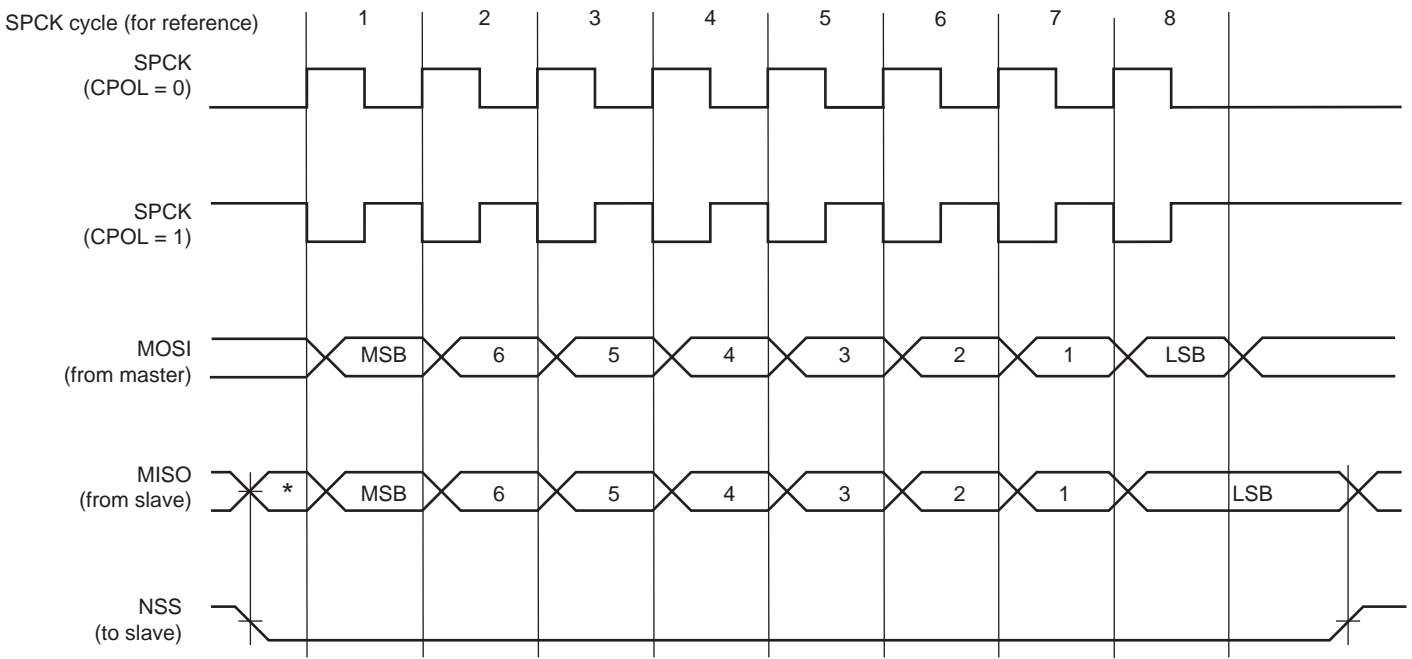 SPCK cycle (for reference) 1 2 3 4 5 6 7 8
SPCK
(CPOL = 0)
SPCK
(CPOL = 1)
MOSI
(from master)
MSB 6 5 4 3 2 1 LSB
MISO
(from slave)
* MSB 6 5 4 3 2 1 LSB
NSS
(to slave)